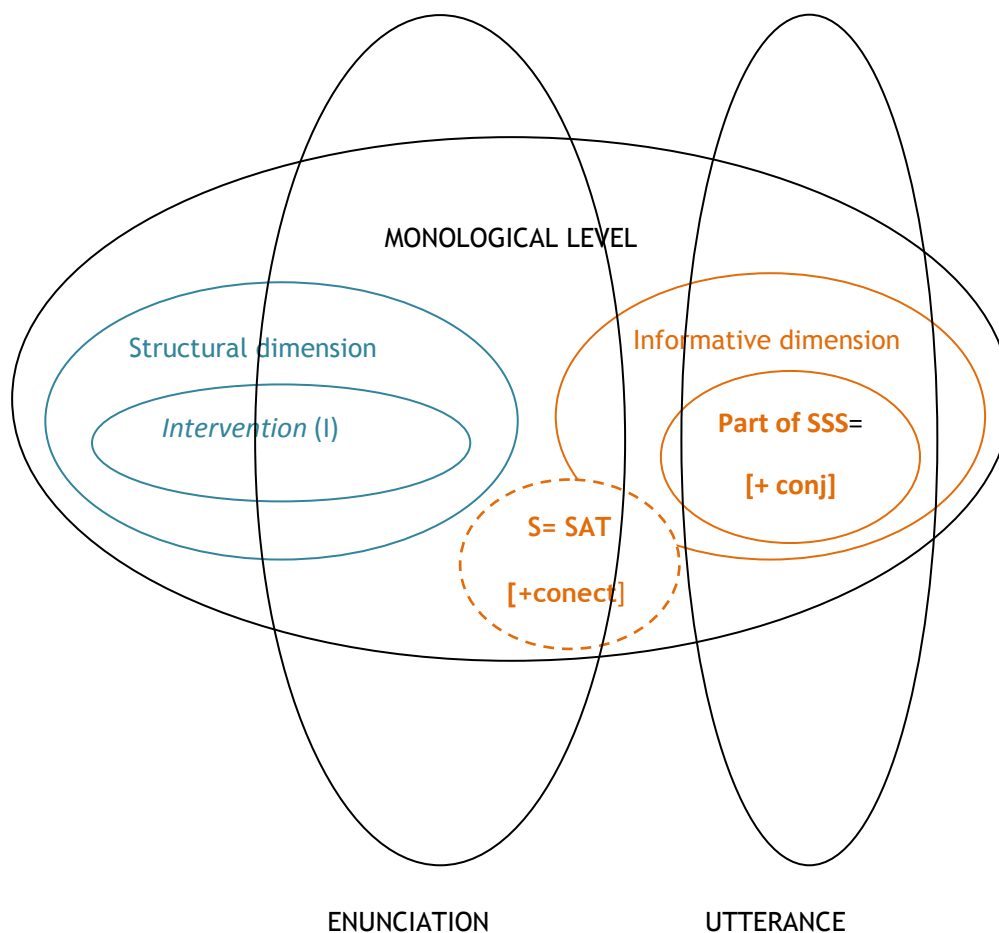 MONOLOGICAL LEVEL
Structural dimension
Intervention (I)
Informative dimension
Part of SSS=
[+ conj]
S= SAT
[+conect]
ENUNCIATION
UTTERANCE